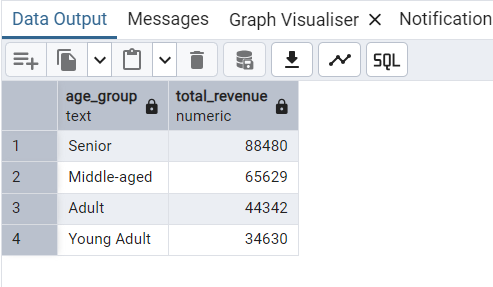 Data Output Messages Graph Visualiser Notification
SQL
age_group total_revenue
text numeric
1 Senior 88480
2 Middle-aged 65629
3 Adult 44342
4 Young Adult 34630